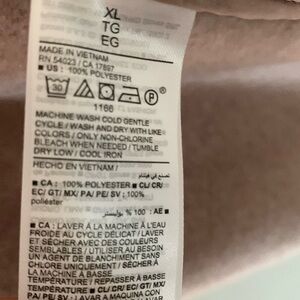 XL
TG
EG
MADE IN VIETNAM
RN 54023 / CA 17897
■ US : 100% POLYESTER
30 P
1166
MACHINE WASH COLD GENTLE
CYCLE / WASH AND DRY WITH LIKE
COLORS / ONLY NON-CHLORINE
BLEACH WHEN NEEDED / TUMBLE
DRY LOW / COOL IRON
HECHO EN VIETNAM /
■ CA : 100% POLYESTER ■ CL/ CR/
EC/ GT/ MX/ PA/ PE/ SV : 100%
poliéster
■ AE : 100 % بوليستر
■ CA : LAVER À LA MACHINE À L'EAU
FROIDE AU CYCLE DÉLICAT / LAVER
ET SÉCHER AVEC DES COULEURS
SEMBLABLES / UTILISER AU BESOIN
UN AGENT DE BLANCHIMENT SANS
CHLORE UNIQUEMENT / SÉCHER À
LA MACHINE À BASSE
TEMPÉRATURE / REPASSER À BASSE
TEMPÉRATURE ■ CL/ CR/ EC/ GT/ MX/
PA/ PE/ SV : LAVAR A MAQUINA CON